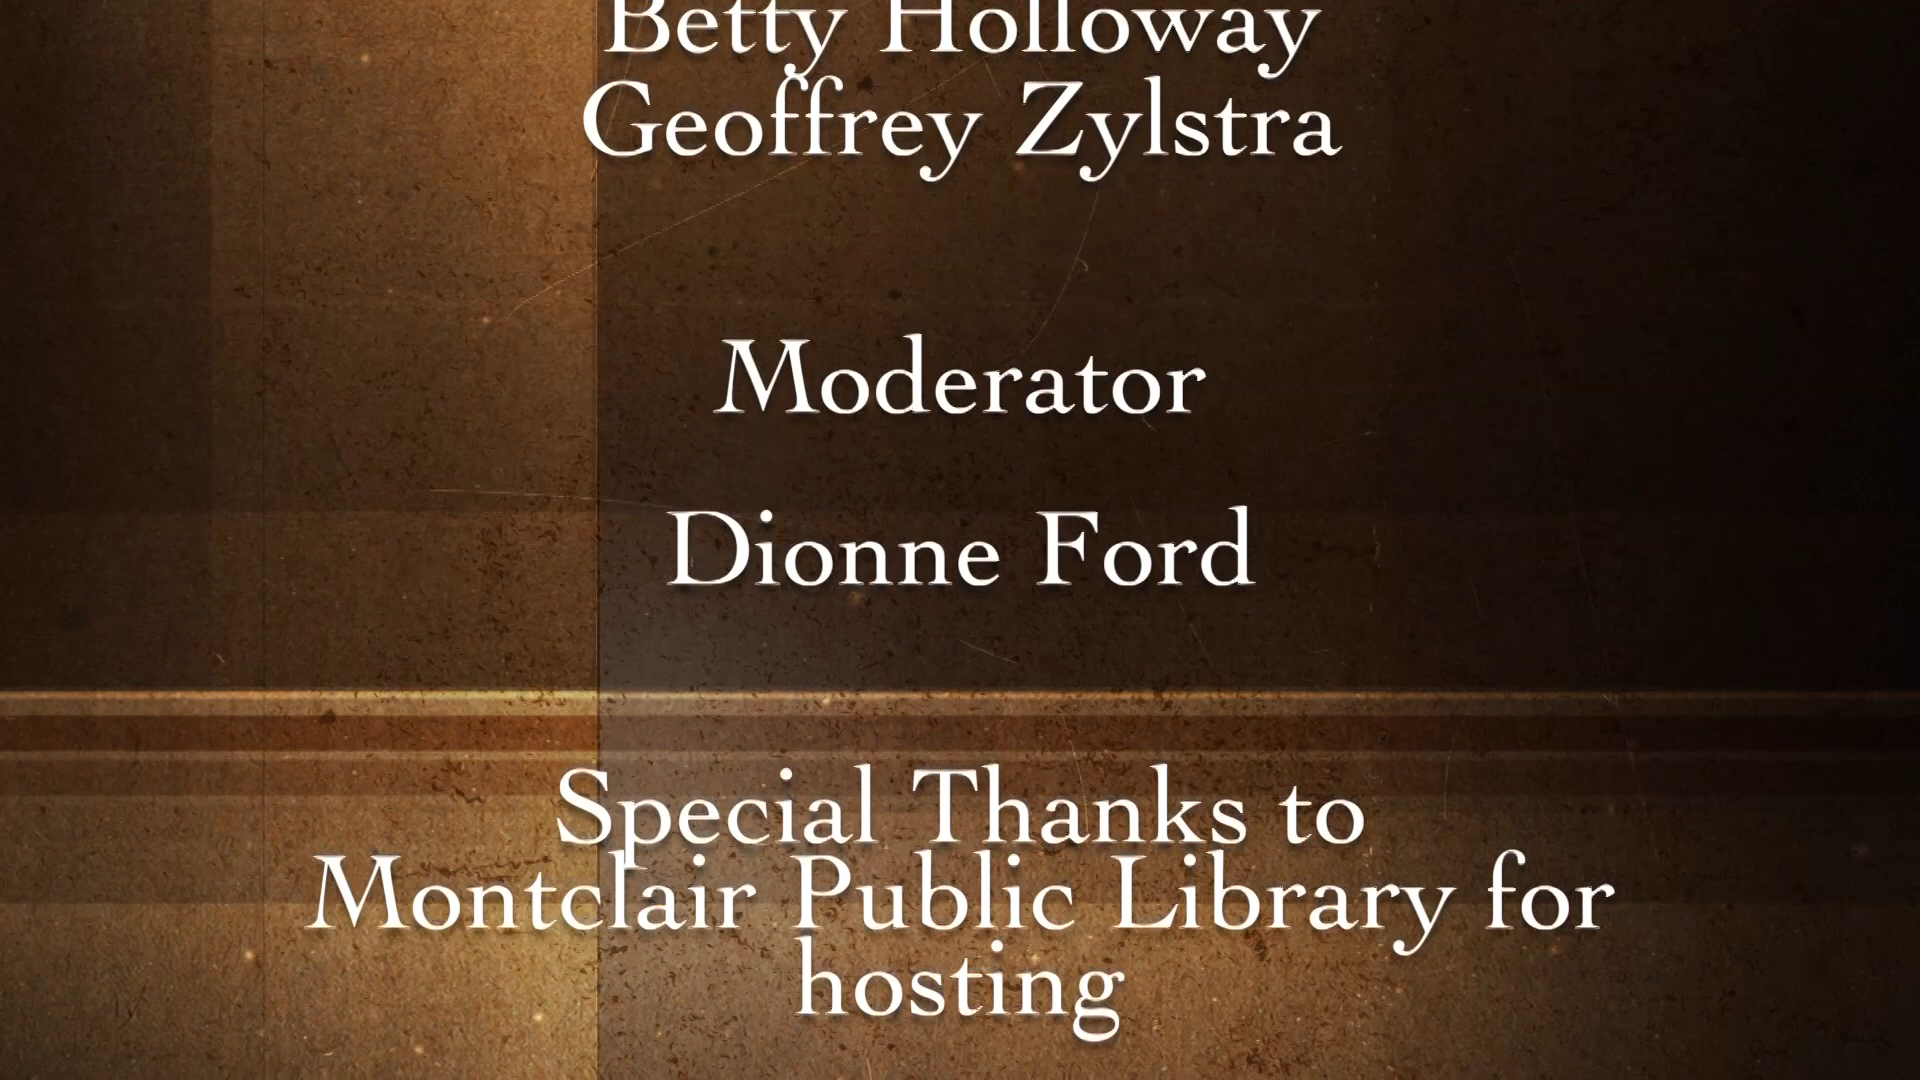 Betty Holloway
Geoffrey Zylstra
Moderator
Dionne Ford
Special Thanks to
Montclair Public Library for
hosting